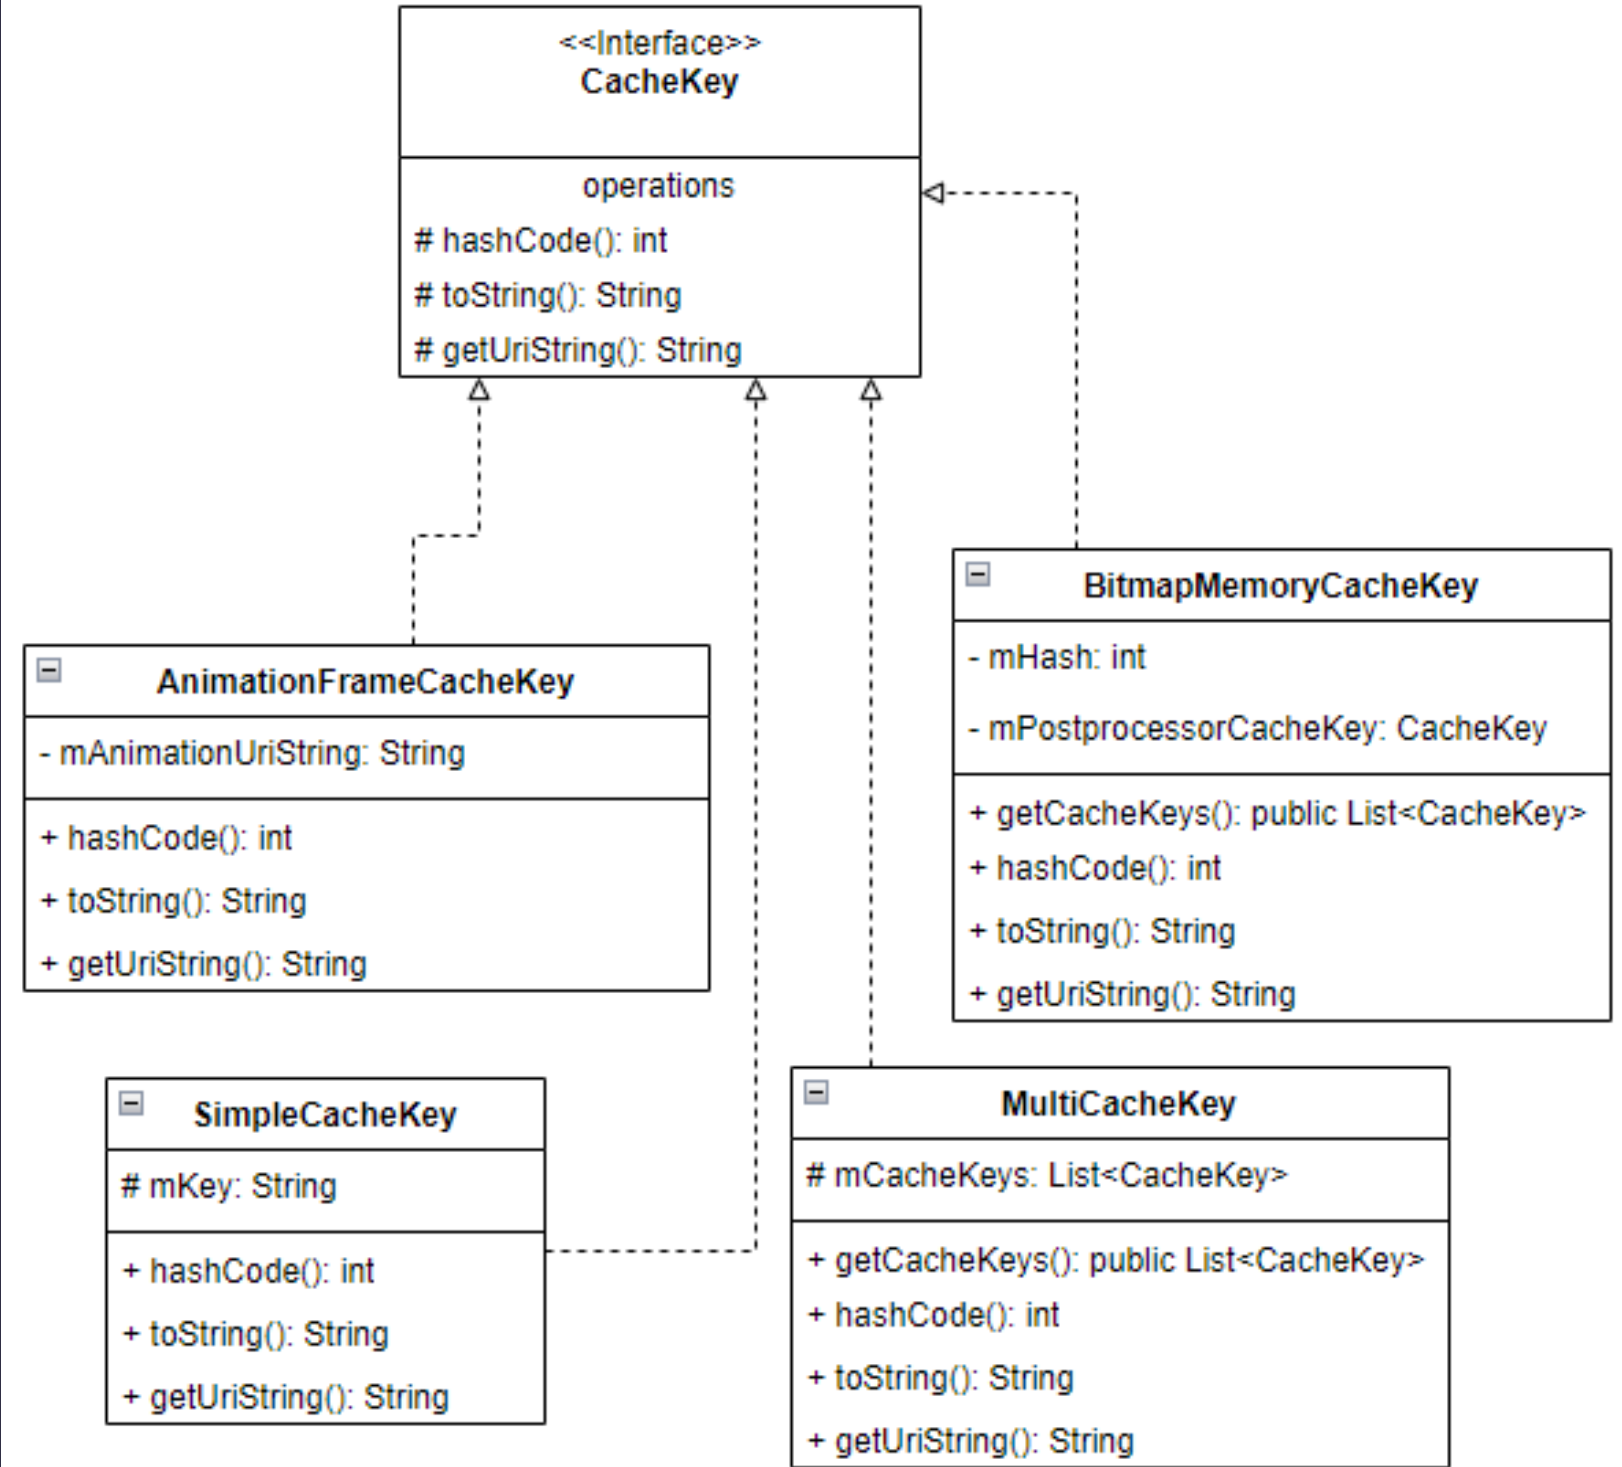 <<Interface>>
CacheKey
operations
# hashCode(): int
# toString(): String
# getUriString(): String
BitmapMemoryCacheKey
- mHash: int
- mPostprocessorCacheKey: CacheKey
+ getCacheKeys(): public List<CacheKey>
+ hashCode(): int
+ toString(): String
+ getUriString(): String
AnimationFrameCacheKey
- mAnimationUriString: String
+ hashCode(): int
+ toString(): String
+ getUriString(): String
SimpleCacheKey
# mKey: String
+ hashCode(): int
+ toString(): String
+ getUriString(): String
MultiCacheKey
# mCacheKeys: List<CacheKey>
+ getCacheKeys(): public List<CacheKey>
+ hashCode(): int
+ toString(): String
+ getUriString(): String